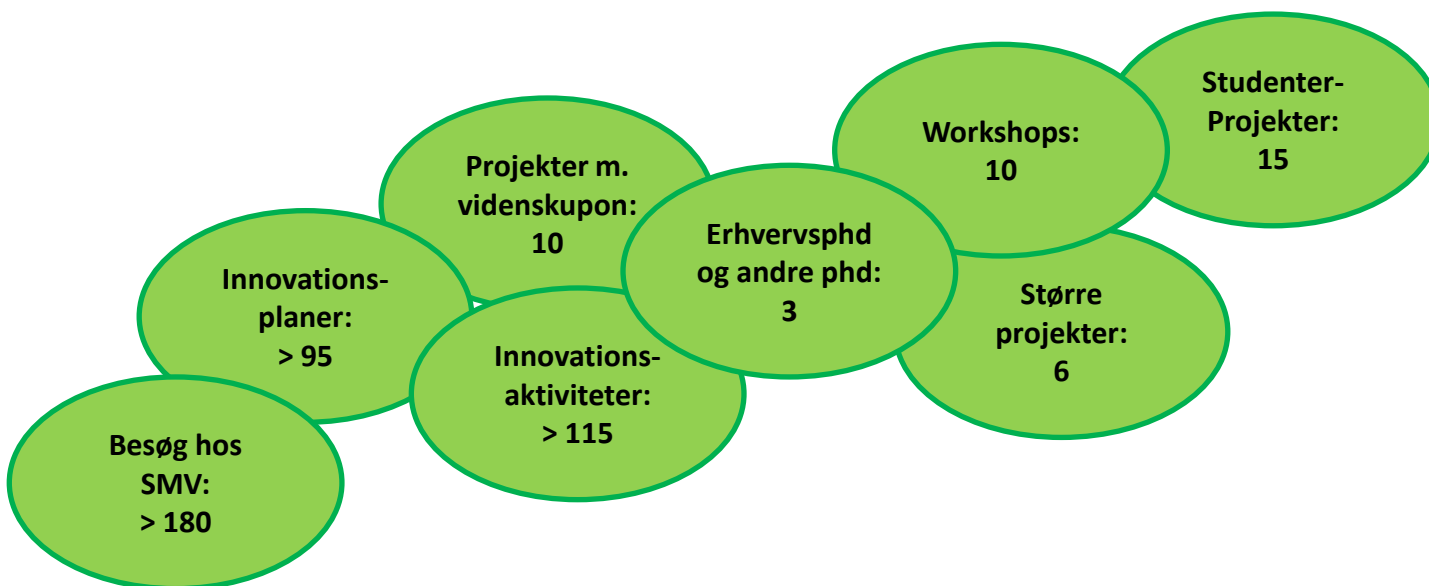 Besøg hos
SMV:
> 180
Innovations-
planer:
> 95
Projekter m.
videnskupon:
10
Innovations-
aktiviteter:
> 115
Erhvervsphd
og andre phd:
3
Workshops:
10
Større
projekter:
6
Studenter-
Projekter:
15